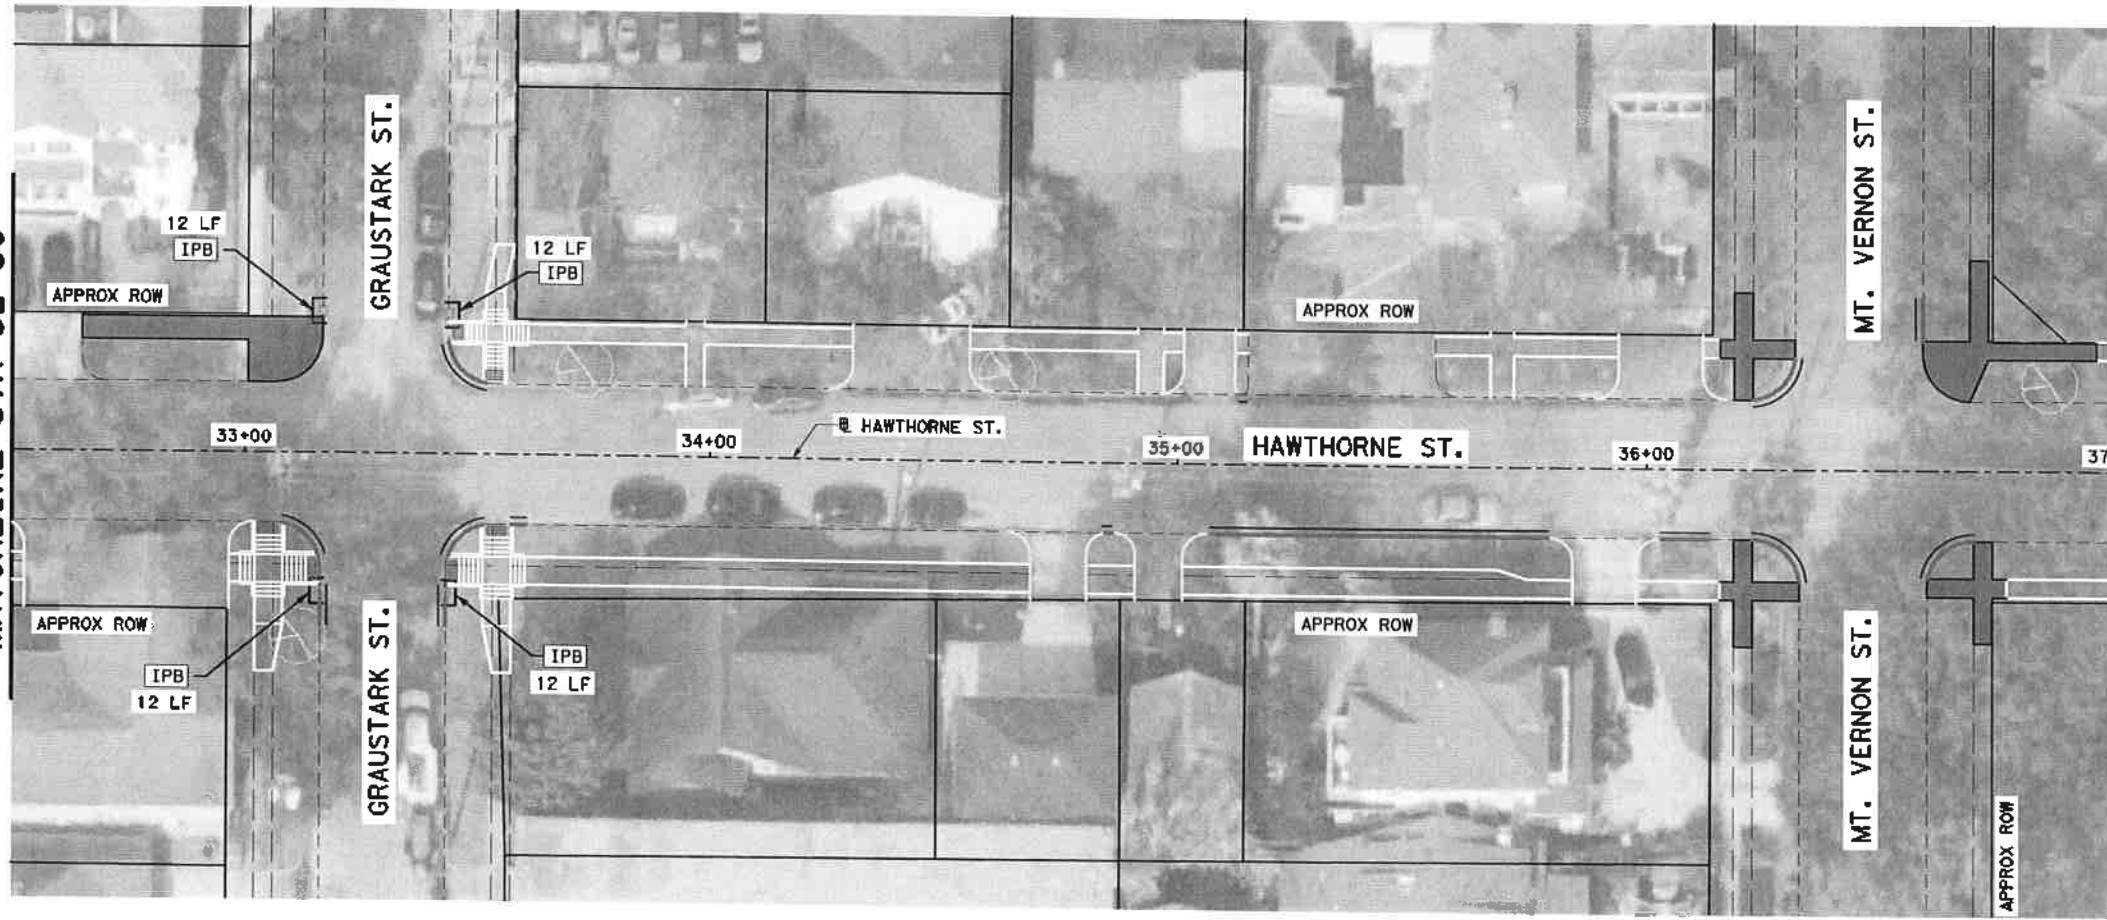 GRAUSTARK ST.
MT. VERNON ST.
12 LF
IPB
12 LF
IPB
APPROX ROW
APPROX ROW
33+00
34+00
HAWTHORNE ST.
35+00
HAWTHORNE ST.
36+00
37
APPROX ROW
IPB
12 LF
IPB
12 LF
APPROX ROW
GRAUSTARK ST.
MT. VERNON ST.
APPROX ROW